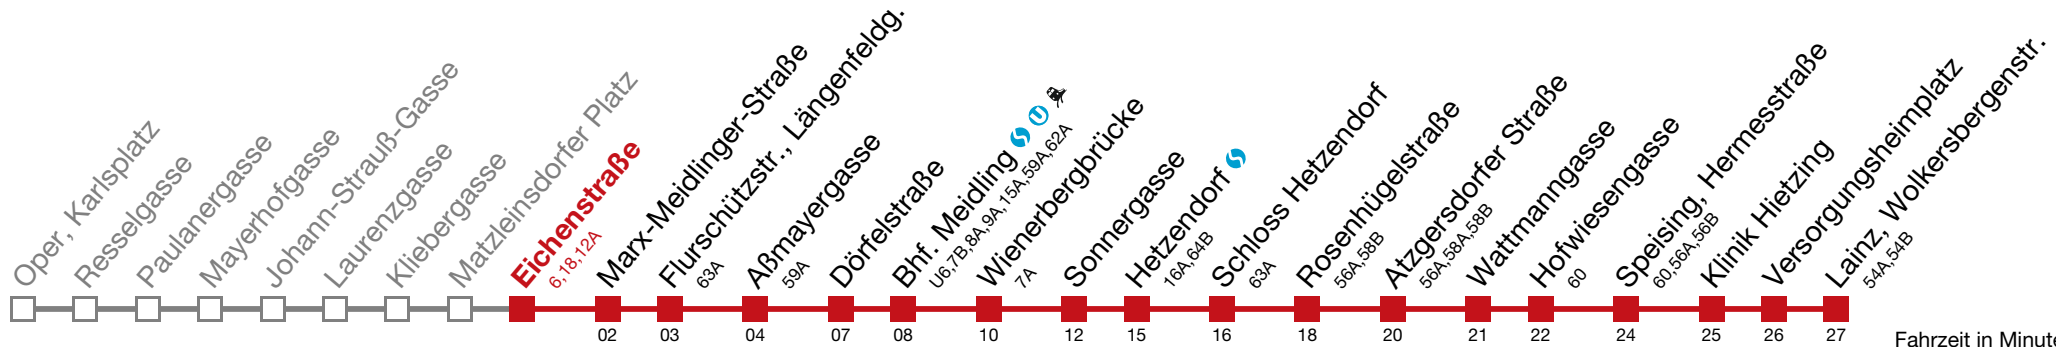 Oper, Karlsplatz
Resselgasse
Paulanergasse
Mayerhofgasse
Johann-Strauß-Gasse
Laurenzgasse
Kliebergasse
Matzleinsdorfer Platz
Eichenstraße
6,18,12A
Marx-Meidlinger-Straße
02
Flurschützstr., Längenfeldg.
63A
03
Aßmayergasse
59A
04
Dörfelstraße
07
Bhf. Meidling S U
U6,7B,8A,9A,15A,59A,62A
08
Wienerbergbrücke
7A
10
Sonnergasse
12
Hetzendorf S
16A,64B
15
Schloss Hetzendorf
63A
16
Rosenhügelstraße
56A,58B
18
Atzgersdorfer Straße
56A,58A,58B
20
Wattmanngasse
21
Hofwiesengasse
60
22
Speising, Hermesstraße
60,56A,56B
24
Klinik Hietzing
25
Versorgungsheimplatz
26
Lainz, Wolkersbergenstr.
54A,54B
27
Fahrzeit in Minute